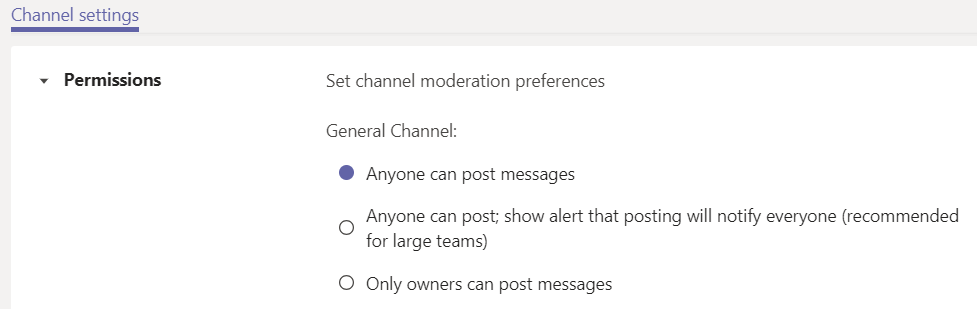 Channel settings
Permissions
Set channel moderation preferences
General Channel:
Anyone can post messages
Anyone can post; show alert that posting will notify everyone (recommended
for large teams)
Only owners can post messages